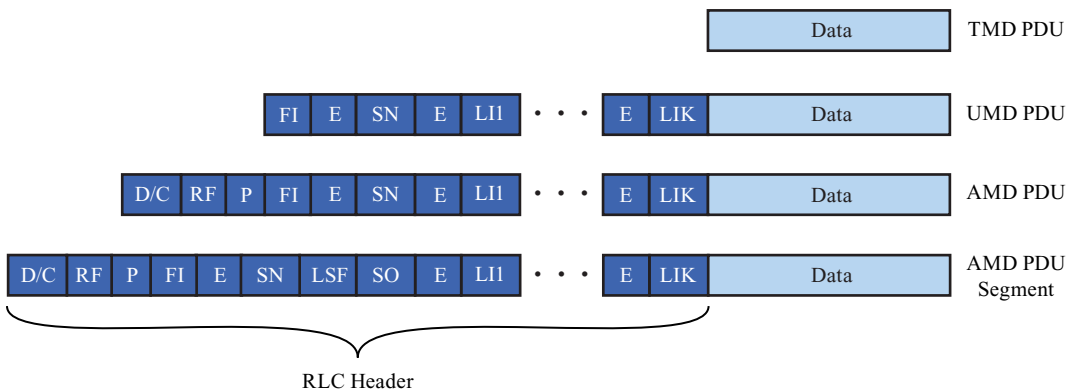 Data TMD PDU
FI E SN E LI1 · · · E LIK Data UMD PDU
D/C RF P FI E SN E LI1 · · · E LIK Data AMD PDU
D/C RF P FI E SN LSF SO E LI1 · · · E LIK Data AMD PDU
Segment
RLC Header